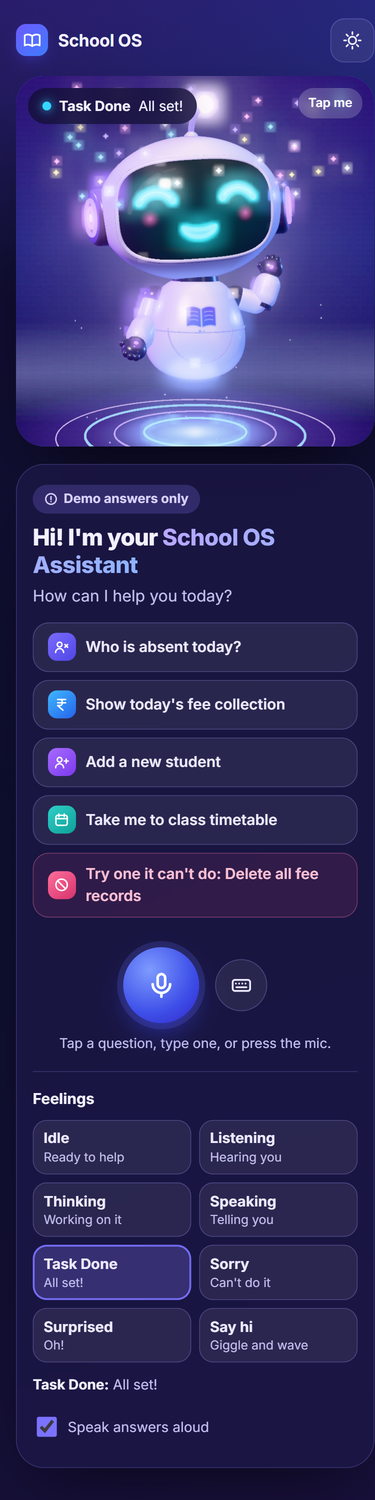 School OS
Task Done All set!
Tap me
Demo answers only
Hi! I'm your School OS
Assistant
How can I help you today?
Who is absent today?
Show today's fee collection
Add a new student
Take me to class timetable
Try one it can't do: Delete all fee
records
Tap a question, type one, or press the mic.
Feelings
Idle
Ready to help
Listening
Hearing you
Thinking
Working on it
Speaking
Telling you
Task Done
All set!
Sorry
Can't do it
Surprised
Oh!
Say hi
Giggle and wave
Task Done: All set!
Speak answers aloud